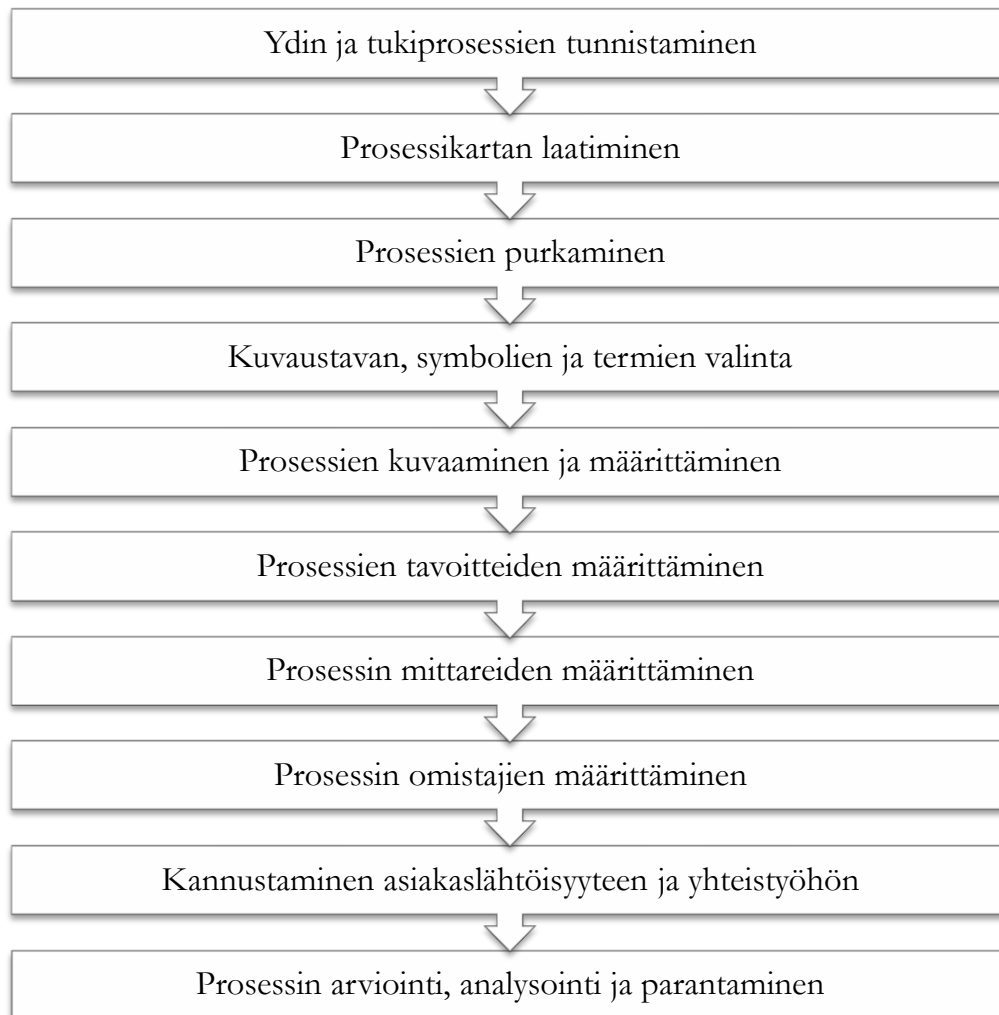 Ydin ja tukiprosessien tunnistaminen
Prosessikartan laatiminen
Prosessien purkaminen
Kuvaustavan, symbolien ja termien valinta
Prosessien kuvaaminen ja määrittäminen
Prosessien tavoitteiden määrittäminen
Prosessin mittareiden määrittäminen
Prosessin omistajien määrittäminen
Kannustaminen asiakaslähtöisyyteen ja yhteistyöhön
Prosessin arviointi, analysointi ja parantaminen